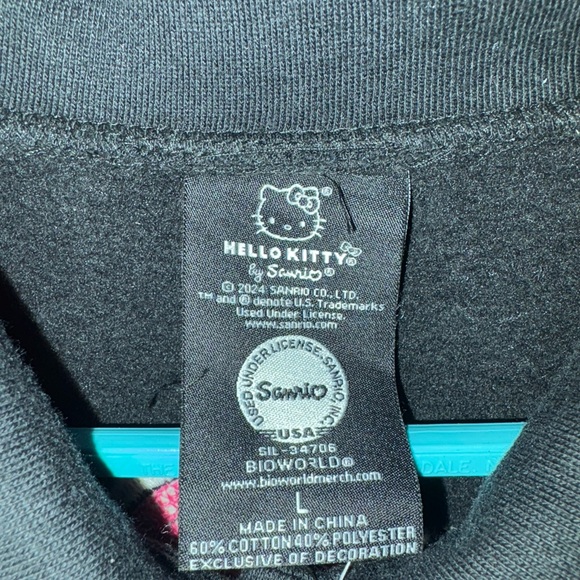 HELLO KITTY®
by Sanrio®
© 2024 SANRIO CO., LTD.
TM and ® denote U.S. Trademarks
Used Under License.
www.sanrio.com
USED UNDER LICENSE·SANRIO, INC.
Sanrio
USA
SIL-34706
BIOWORLD®
www.bioworldmerch.com
L
MADE IN CHINA
60% COTTON 40% POLYESTER
EXCLUSIVE OF DECORATION
THE
DALE,